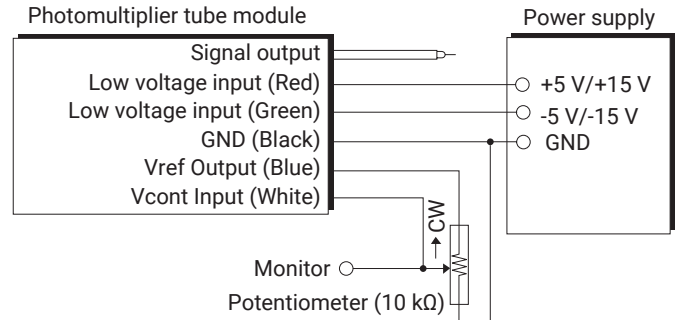 Photomultiplier tube module
Power supply
Signal output
Low voltage input (Red)
+5 V/+15 V
Low voltage input (Green)
-5 V/-15 V
GND (Black)
GND
Vref Output (Blue)
Vcont Input (White)
CW
Monitor
Potentiometer (10 kΩ)